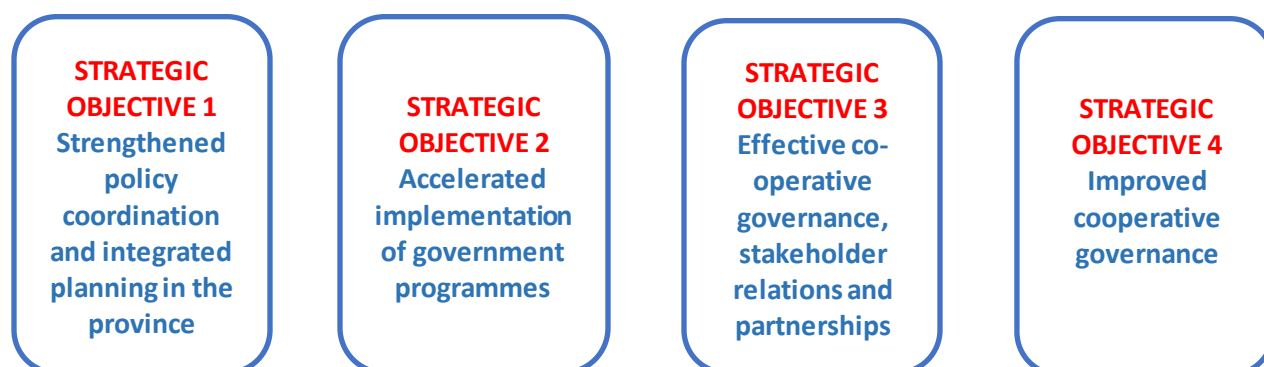 STRATEGIC
OBJECTIVE 1
Strengthened
policy
coordination
and integrated
planning in the
province
STRATEGIC
OBJECTIVE 2
Accelerated
implementation
of government
programmes
STRATEGIC
OBJECTIVE 3
Effective co-
operative
governance,
stakeholder
relations and
partnerships
STRATEGIC
OBJECTIVE 4
Improved
cooperative
governance